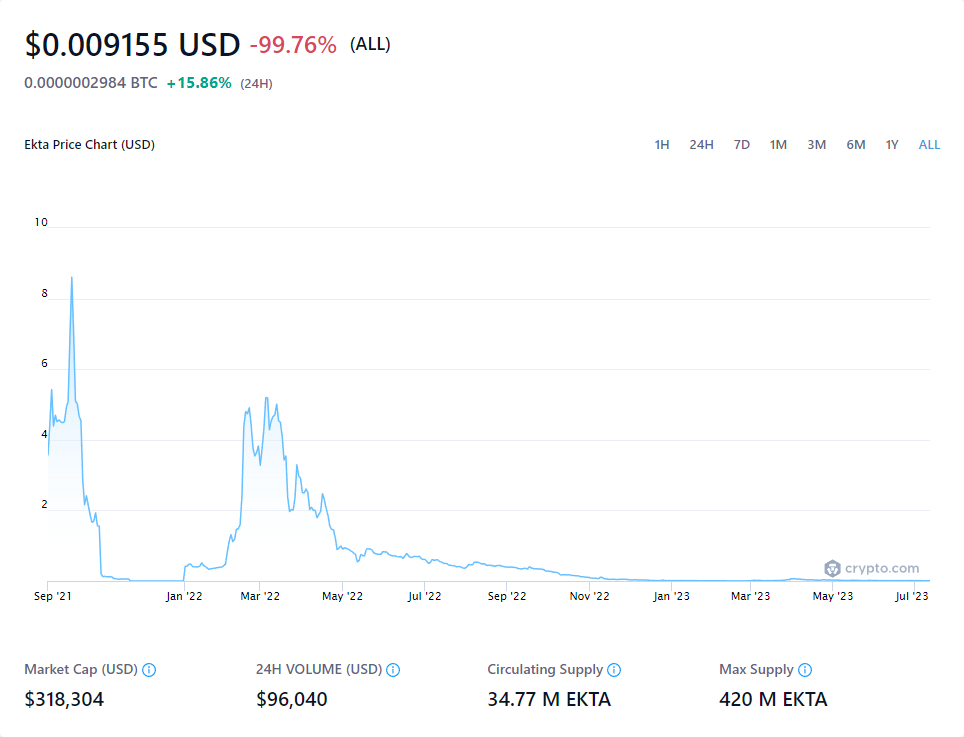 $0.009155 USD -99.76% (ALL)
0.0000002984 BTC +15.86% (24H)
Ekta Price Chart (USD) 1H 24H 7D 1M 3M 6M 1Y ALL
10
8
6
4
2
crypto.com
Sep '21 Jan '22 Mar '22 May '22 Jul '22 Sep '22 Nov '22 Jan '23 Mar '23 May '23 Jul '23
Market Cap (USD) 24H VOLUME (USD) Circulating Supply Max Supply
$318,304 $96,040 34.77 M EKTA 420 M EKTA